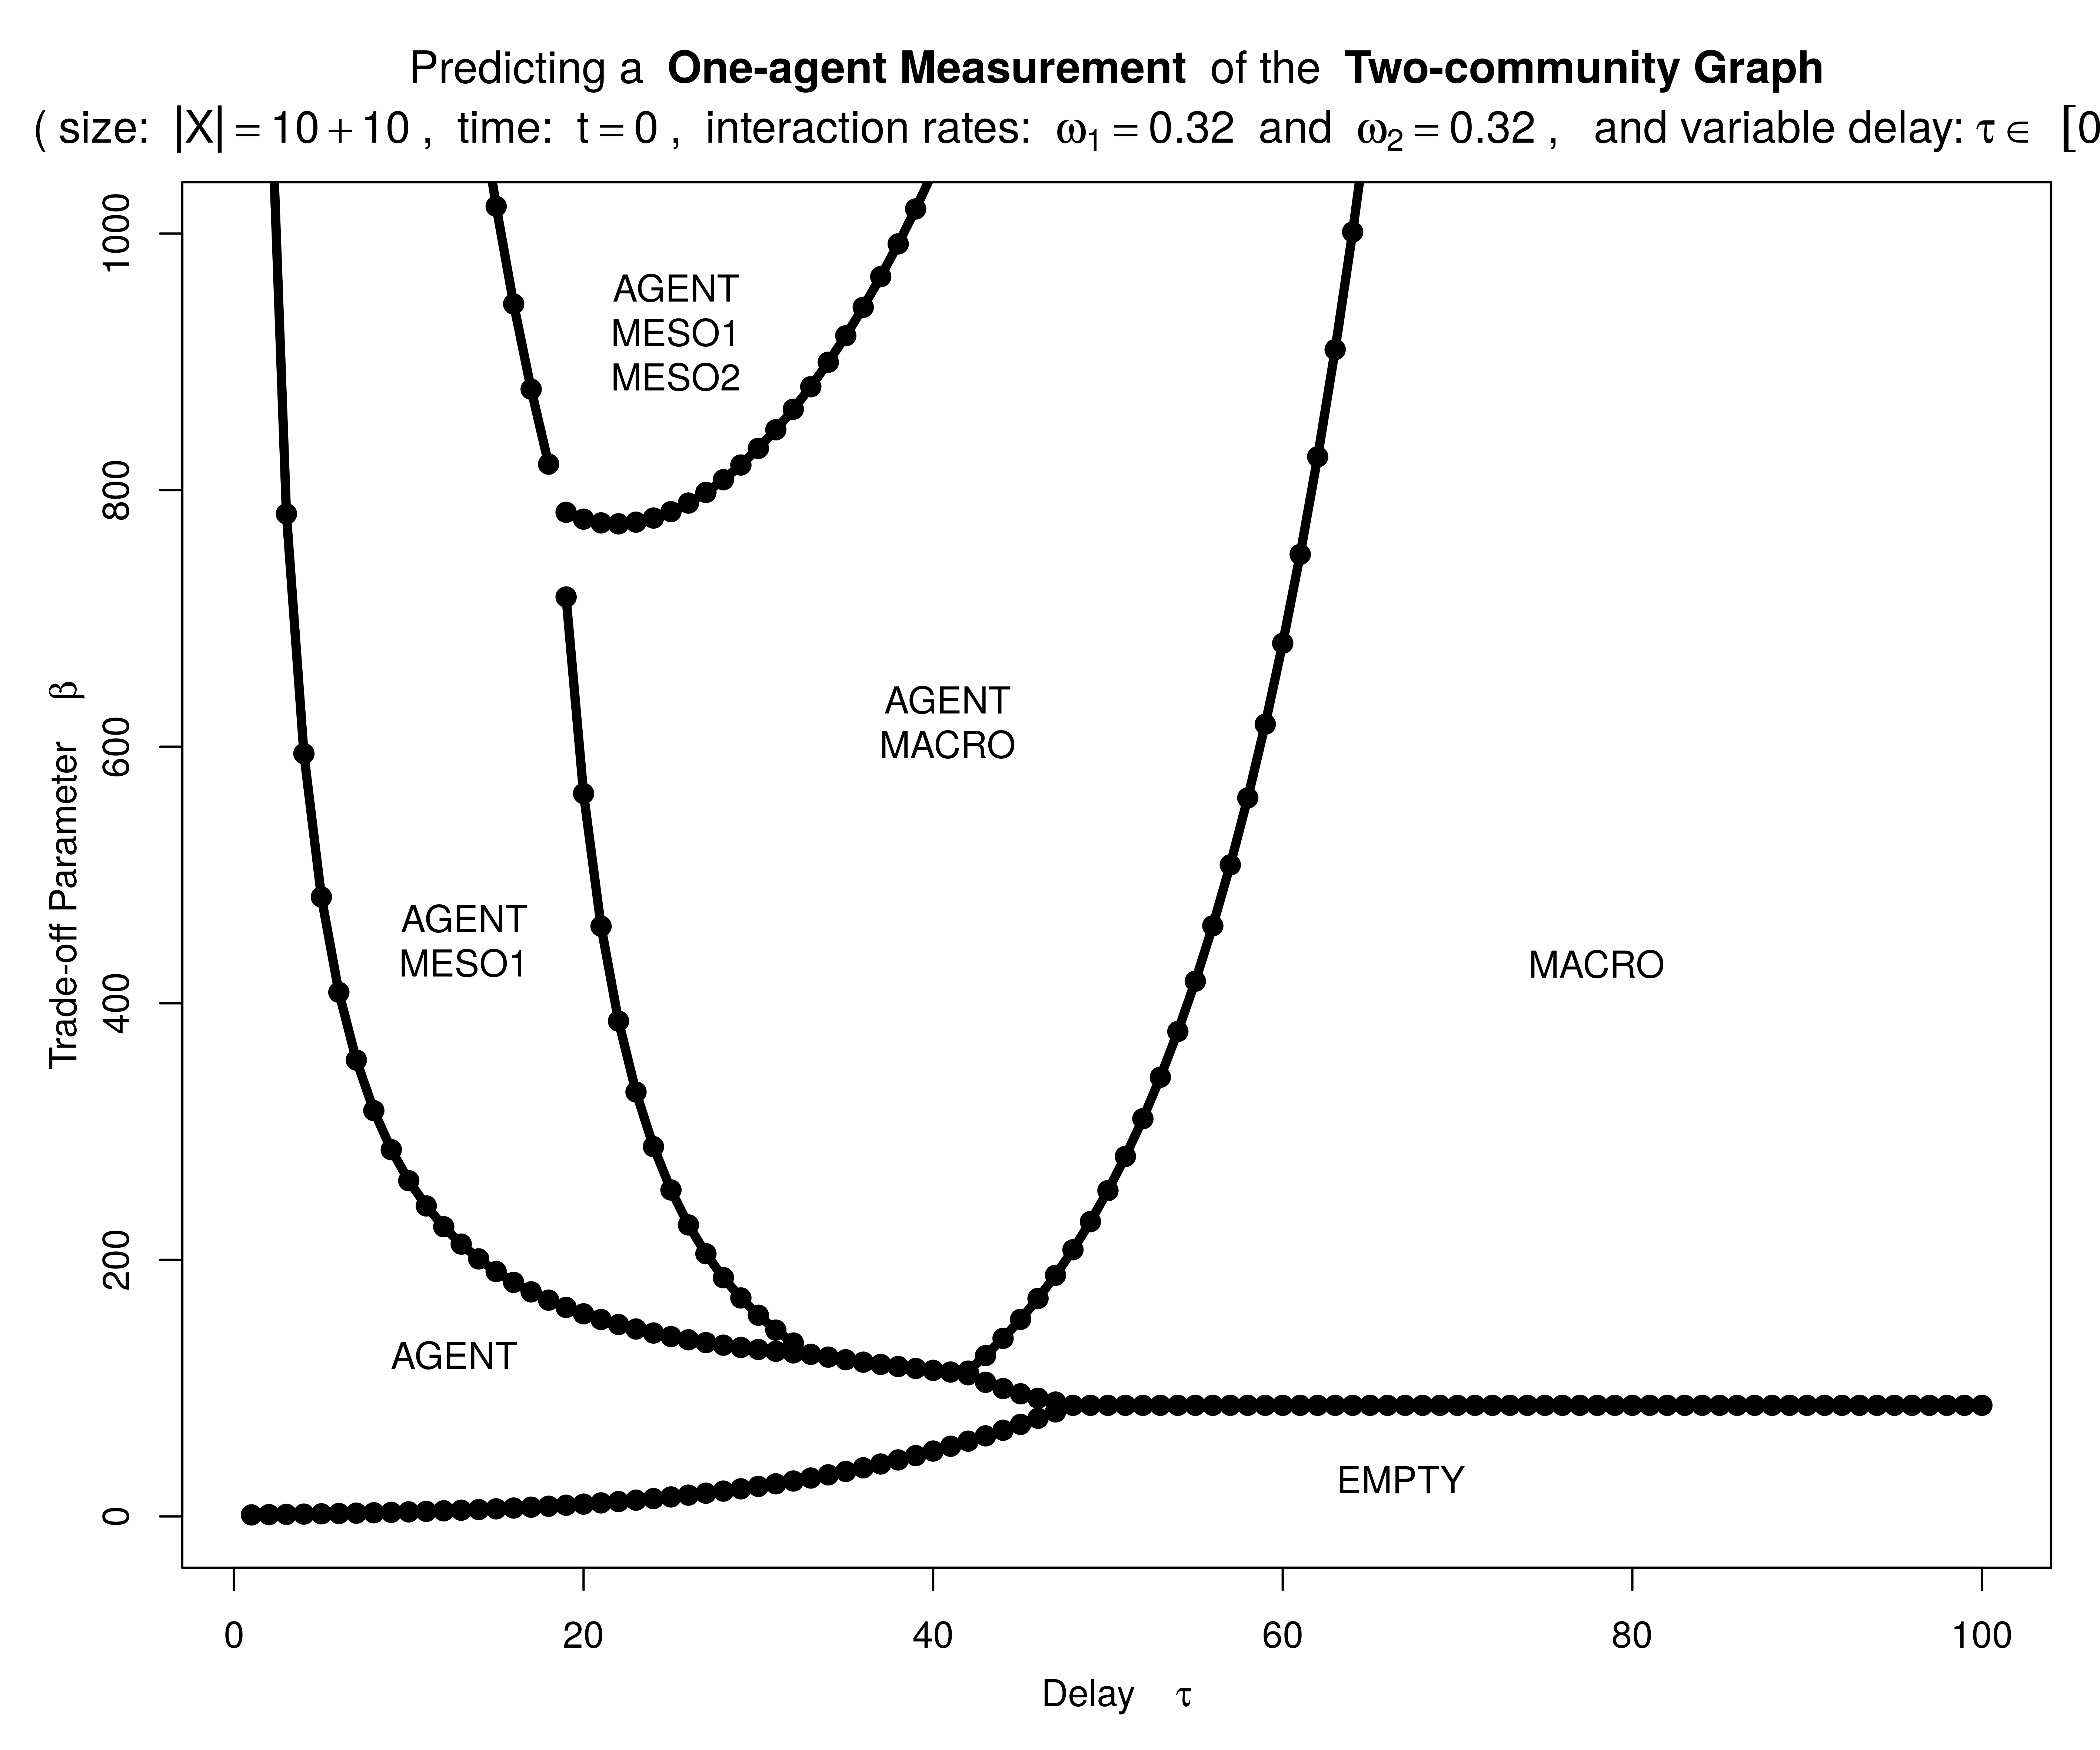 Predicting a One-agent Measurement of the Two-community Graph
( size: |X| = 10 + 10 , time: t = 0 , interaction rates: ω1 = 0.32 and ω2 = 0.32 , and variable delay: τ ∈ [0
1000
800
600
400
200
0
Trade-off Parameter β
AGENT
MESO1
MESO2
AGENT
MACRO
AGENT
MESO1
MACRO
AGENT
EMPTY
0 20 40 60 80 100
Delay τ